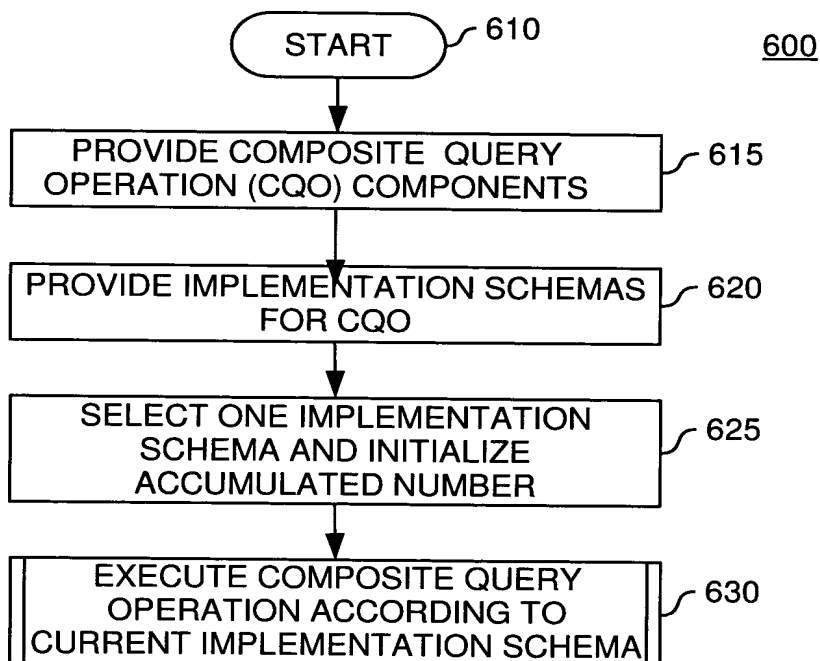 START
610
600
PROVIDE COMPOSITE QUERY
OPERATION (CQO) COMPONENTS
615
PROVIDE IMPLEMENTATION SCHEMAS
FOR CQO
620
SELECT ONE IMPLEMENTATION
SCHEMA AND INITIALIZE
ACCUMULATED NUMBER
625
EXECUTE COMPOSITE QUERY
OPERATION ACCORDING TO
CURRENT IMPLEMENTATION SCHEMA
630